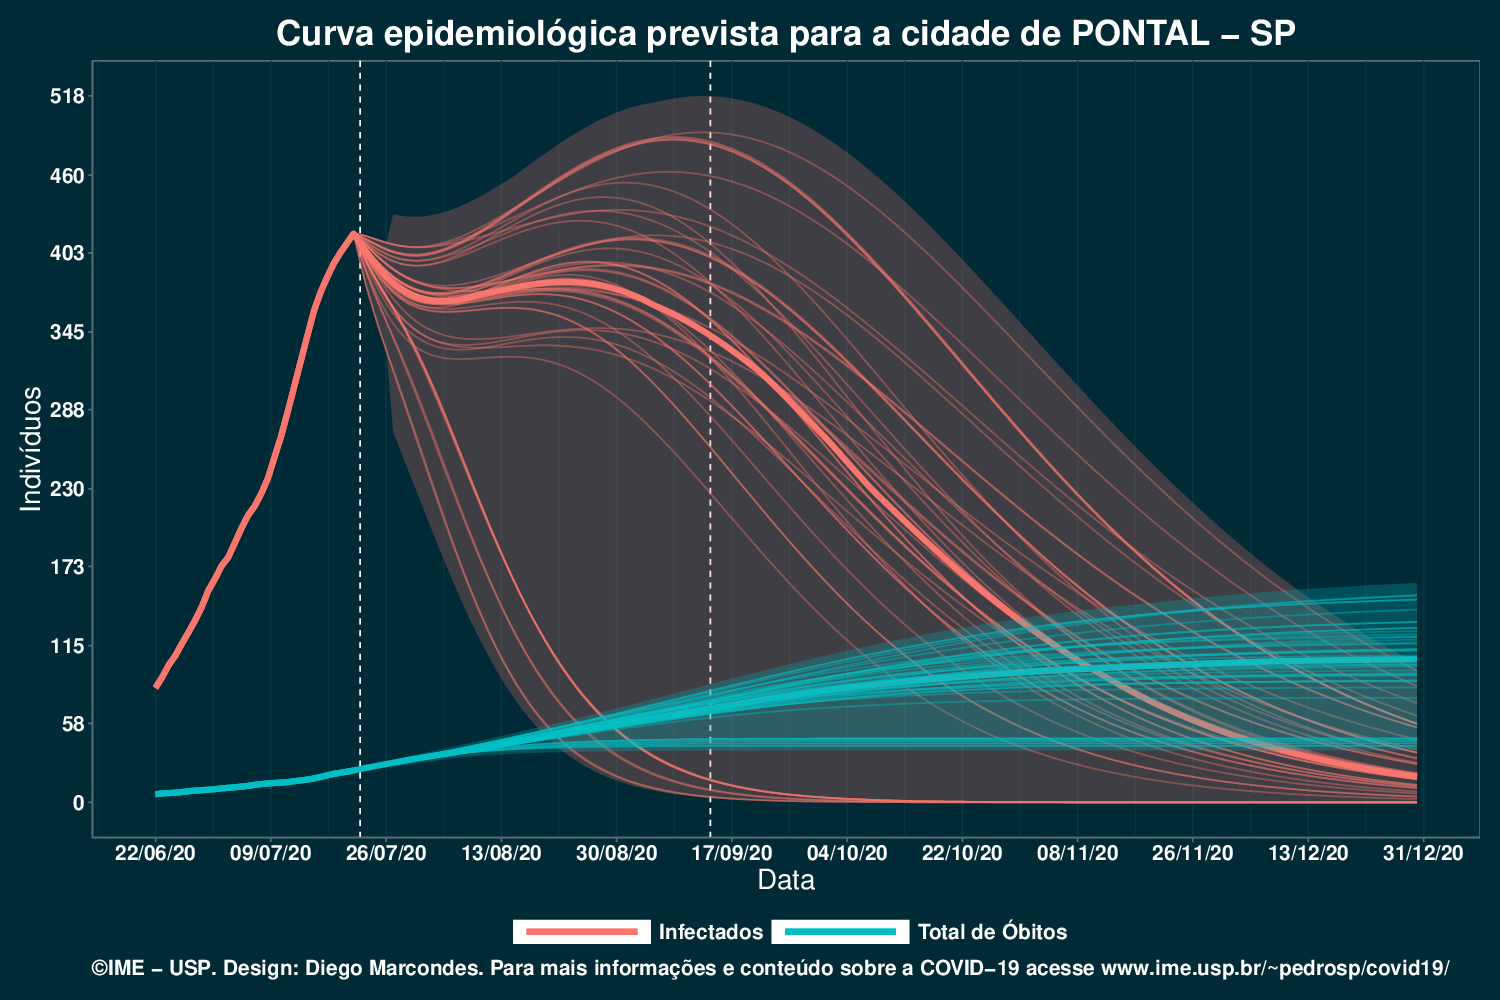 Curva epidemiológica prevista para a cidade de PONTAL − SP
518
460
403
345
288
230
173
115
58
0
Indivíduos
22/06/20 09/07/20 26/07/20 13/08/20 30/08/20 17/09/20 04/10/20 22/10/20 08/11/20 26/11/20 13/12/20 31/12/20
Data
Infectados Total de Óbitos
©IME − USP. Design: Diego Marcondes. Para mais informações e conteúdo sobre a COVID−19 acesse www.ime.usp.br/~pedrosp/covid19/